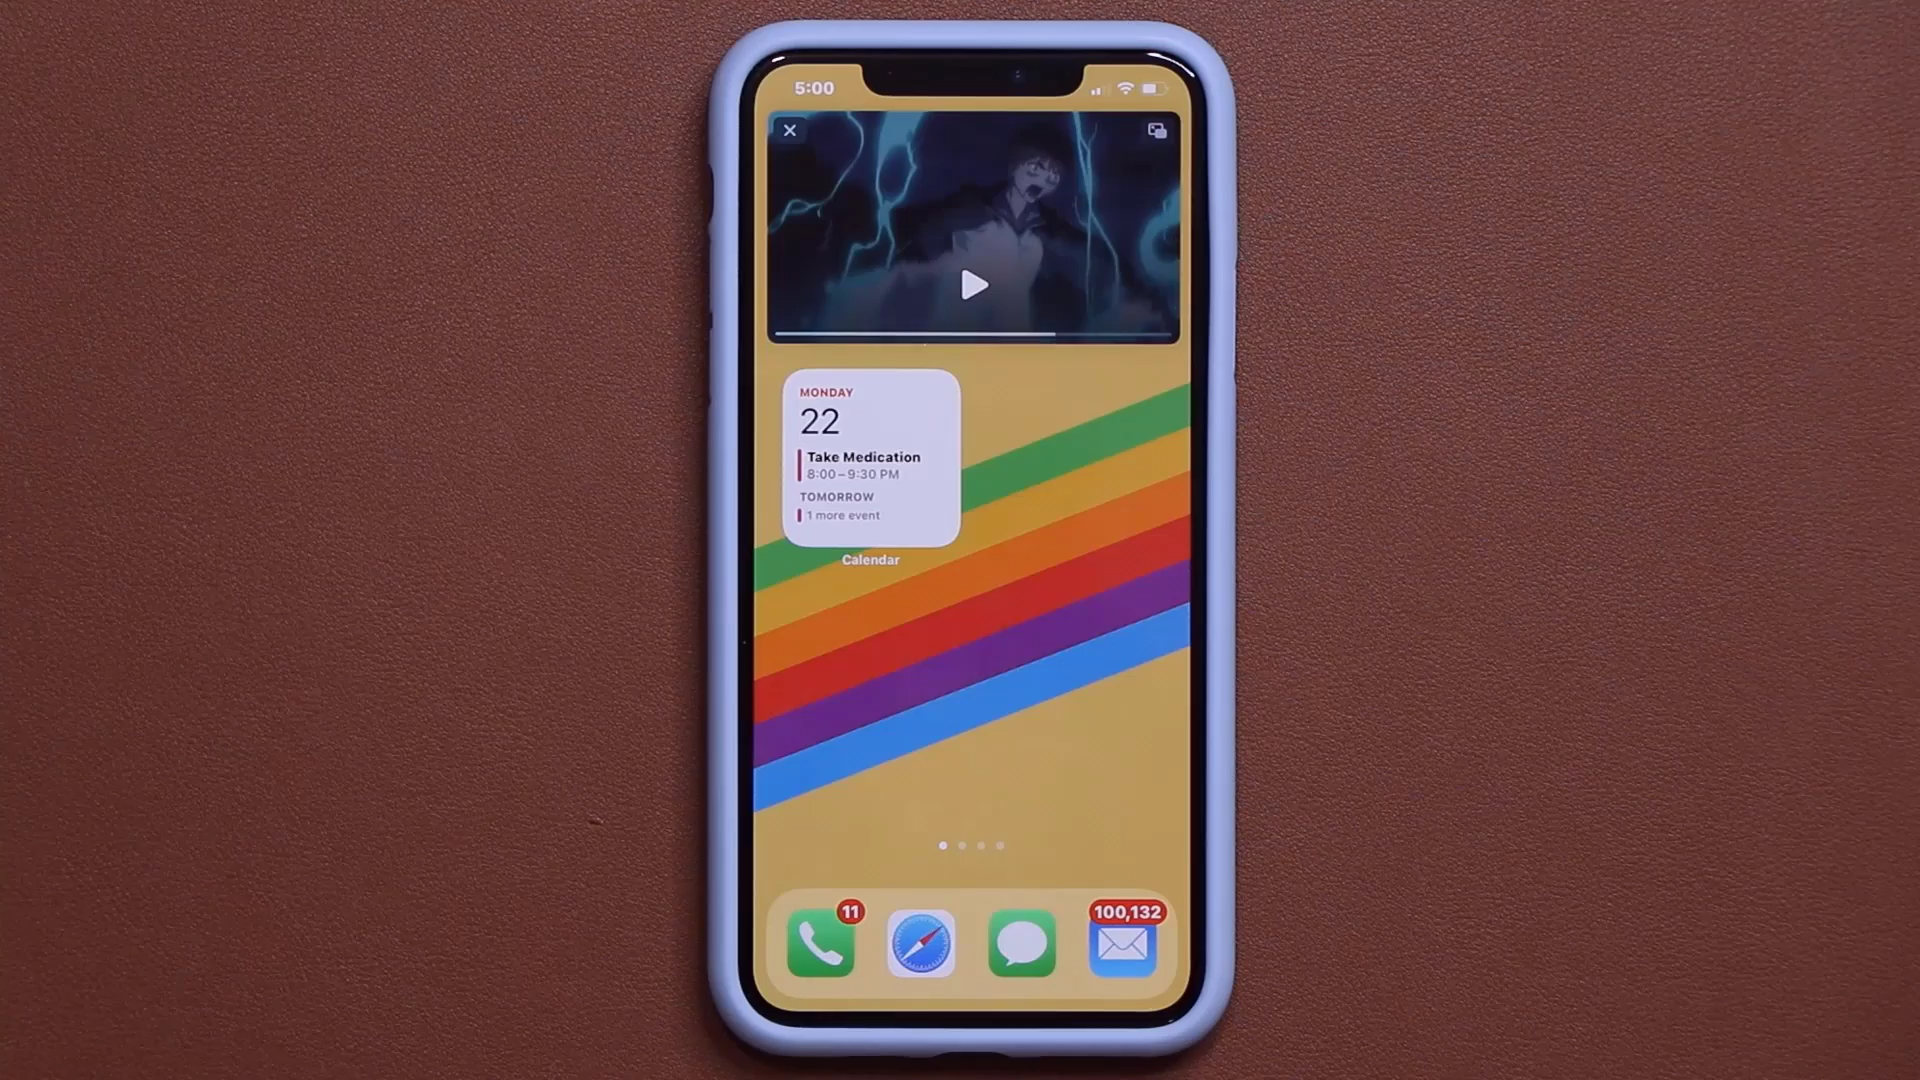 5:00
MONDAY
22
Take Medication
8:00–9:30 PM
TOMORROW
1 more event
Calendar
11
100,132